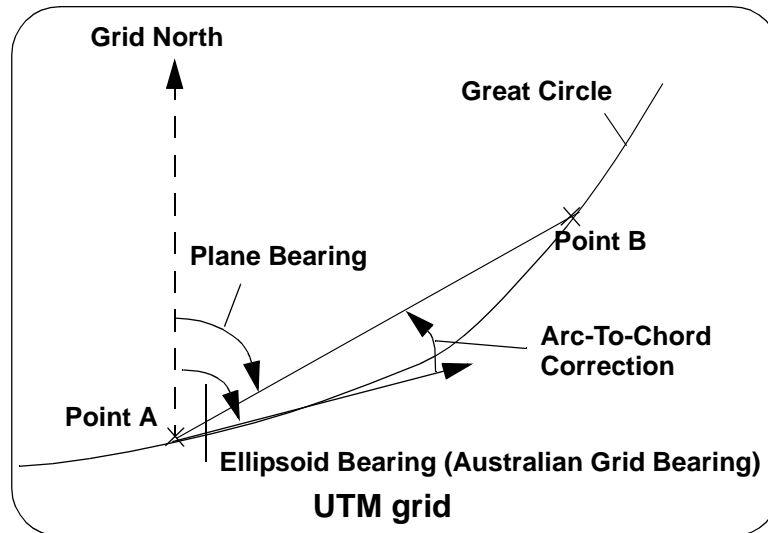 Grid North
Great Circle
Point B
Plane Bearing
Arc-To-Chord
Correction
Point A
Ellipsoid Bearing (Australian Grid Bearing)
UTM grid